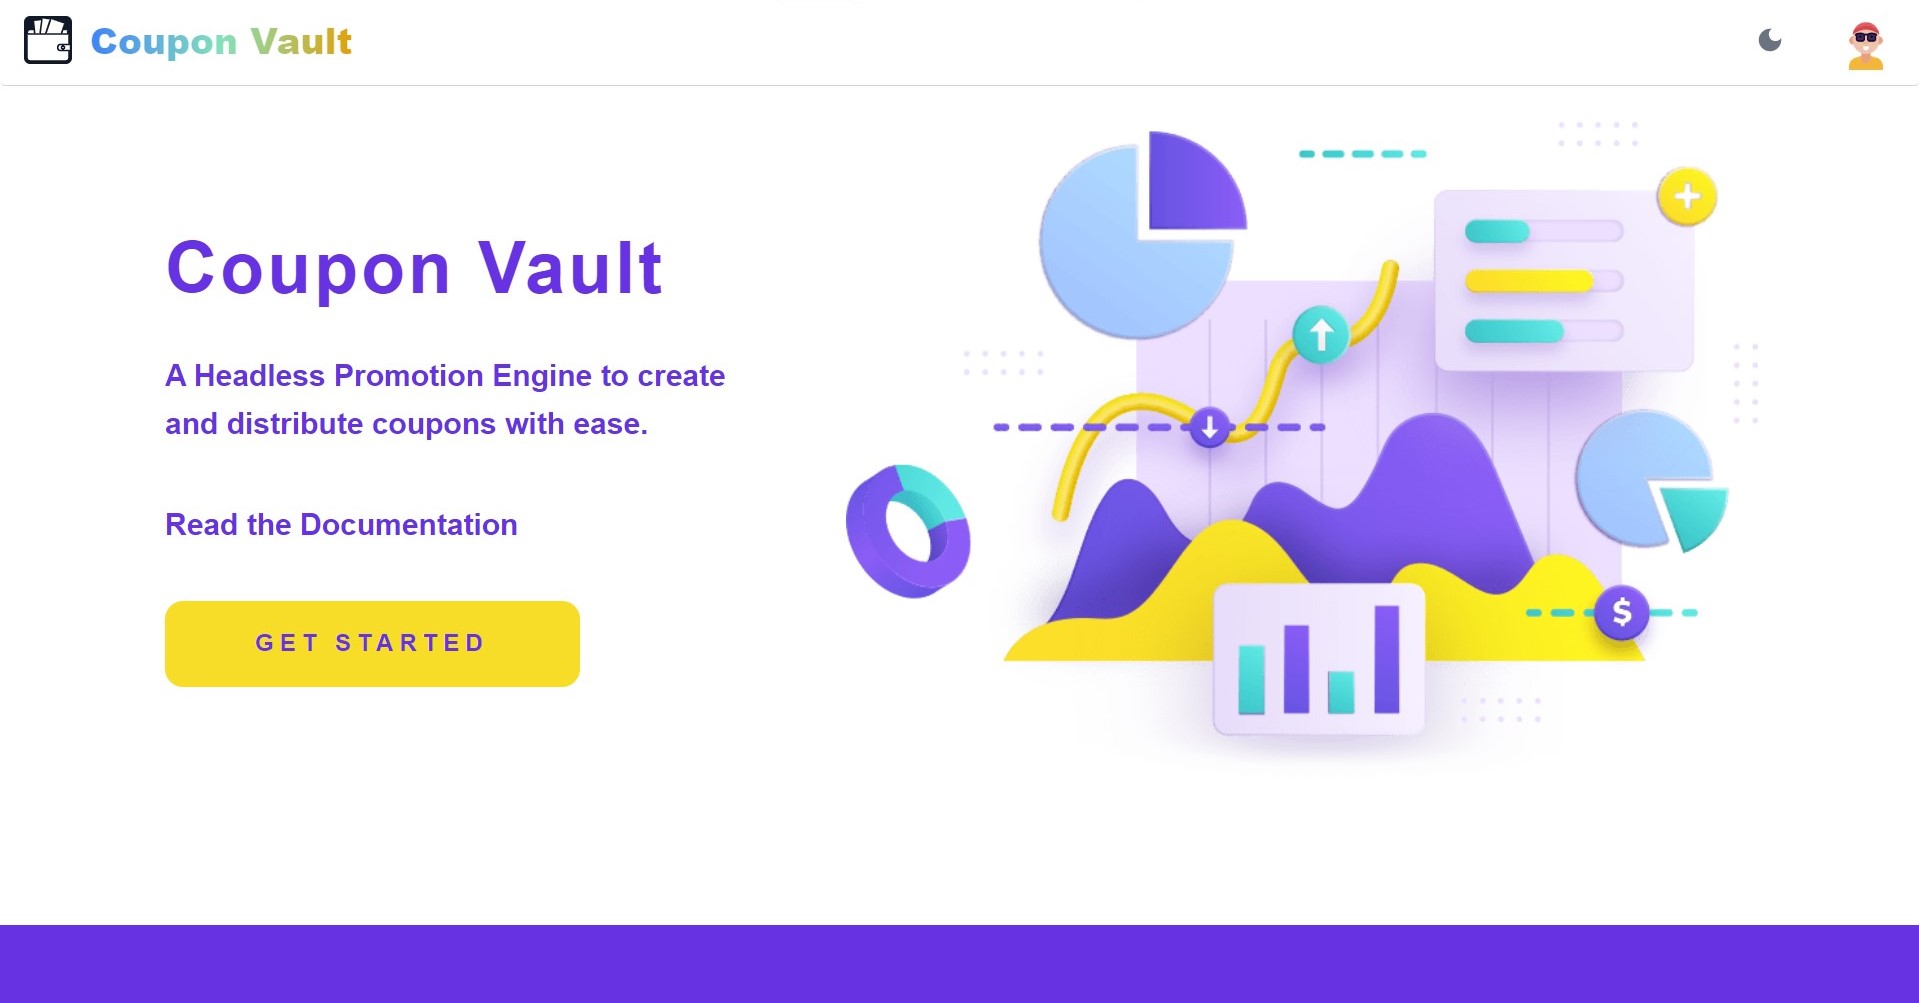 Coupon Vault
Coupon Vault
A Headless Promotion Engine to create
and distribute coupons with ease.
Read the Documentation
GET STARTED
$